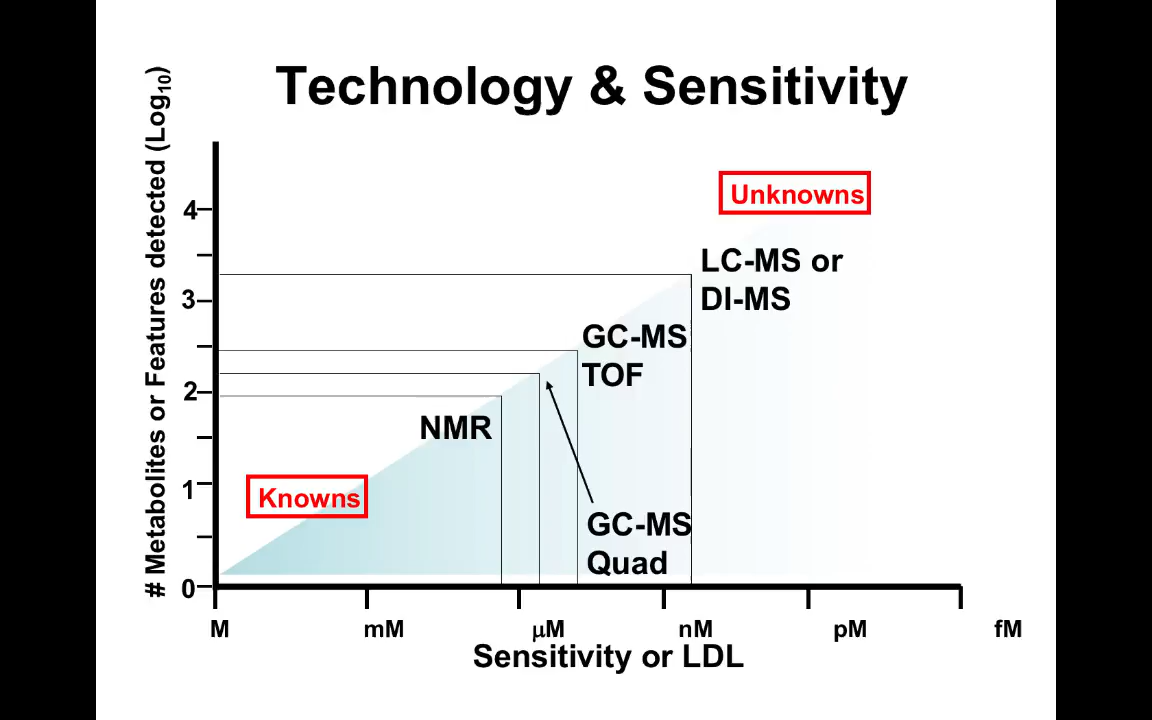 Technology & Sensitivity
# Metabolites or Features detected (Log₁₀)
Unknowns
4
LC-MS or
DI-MS
3
GC-MS
TOF
2
NMR
Knowns
1
GC-MS
Quad
0
M mM μM nM pM fM
Sensitivity or LDL